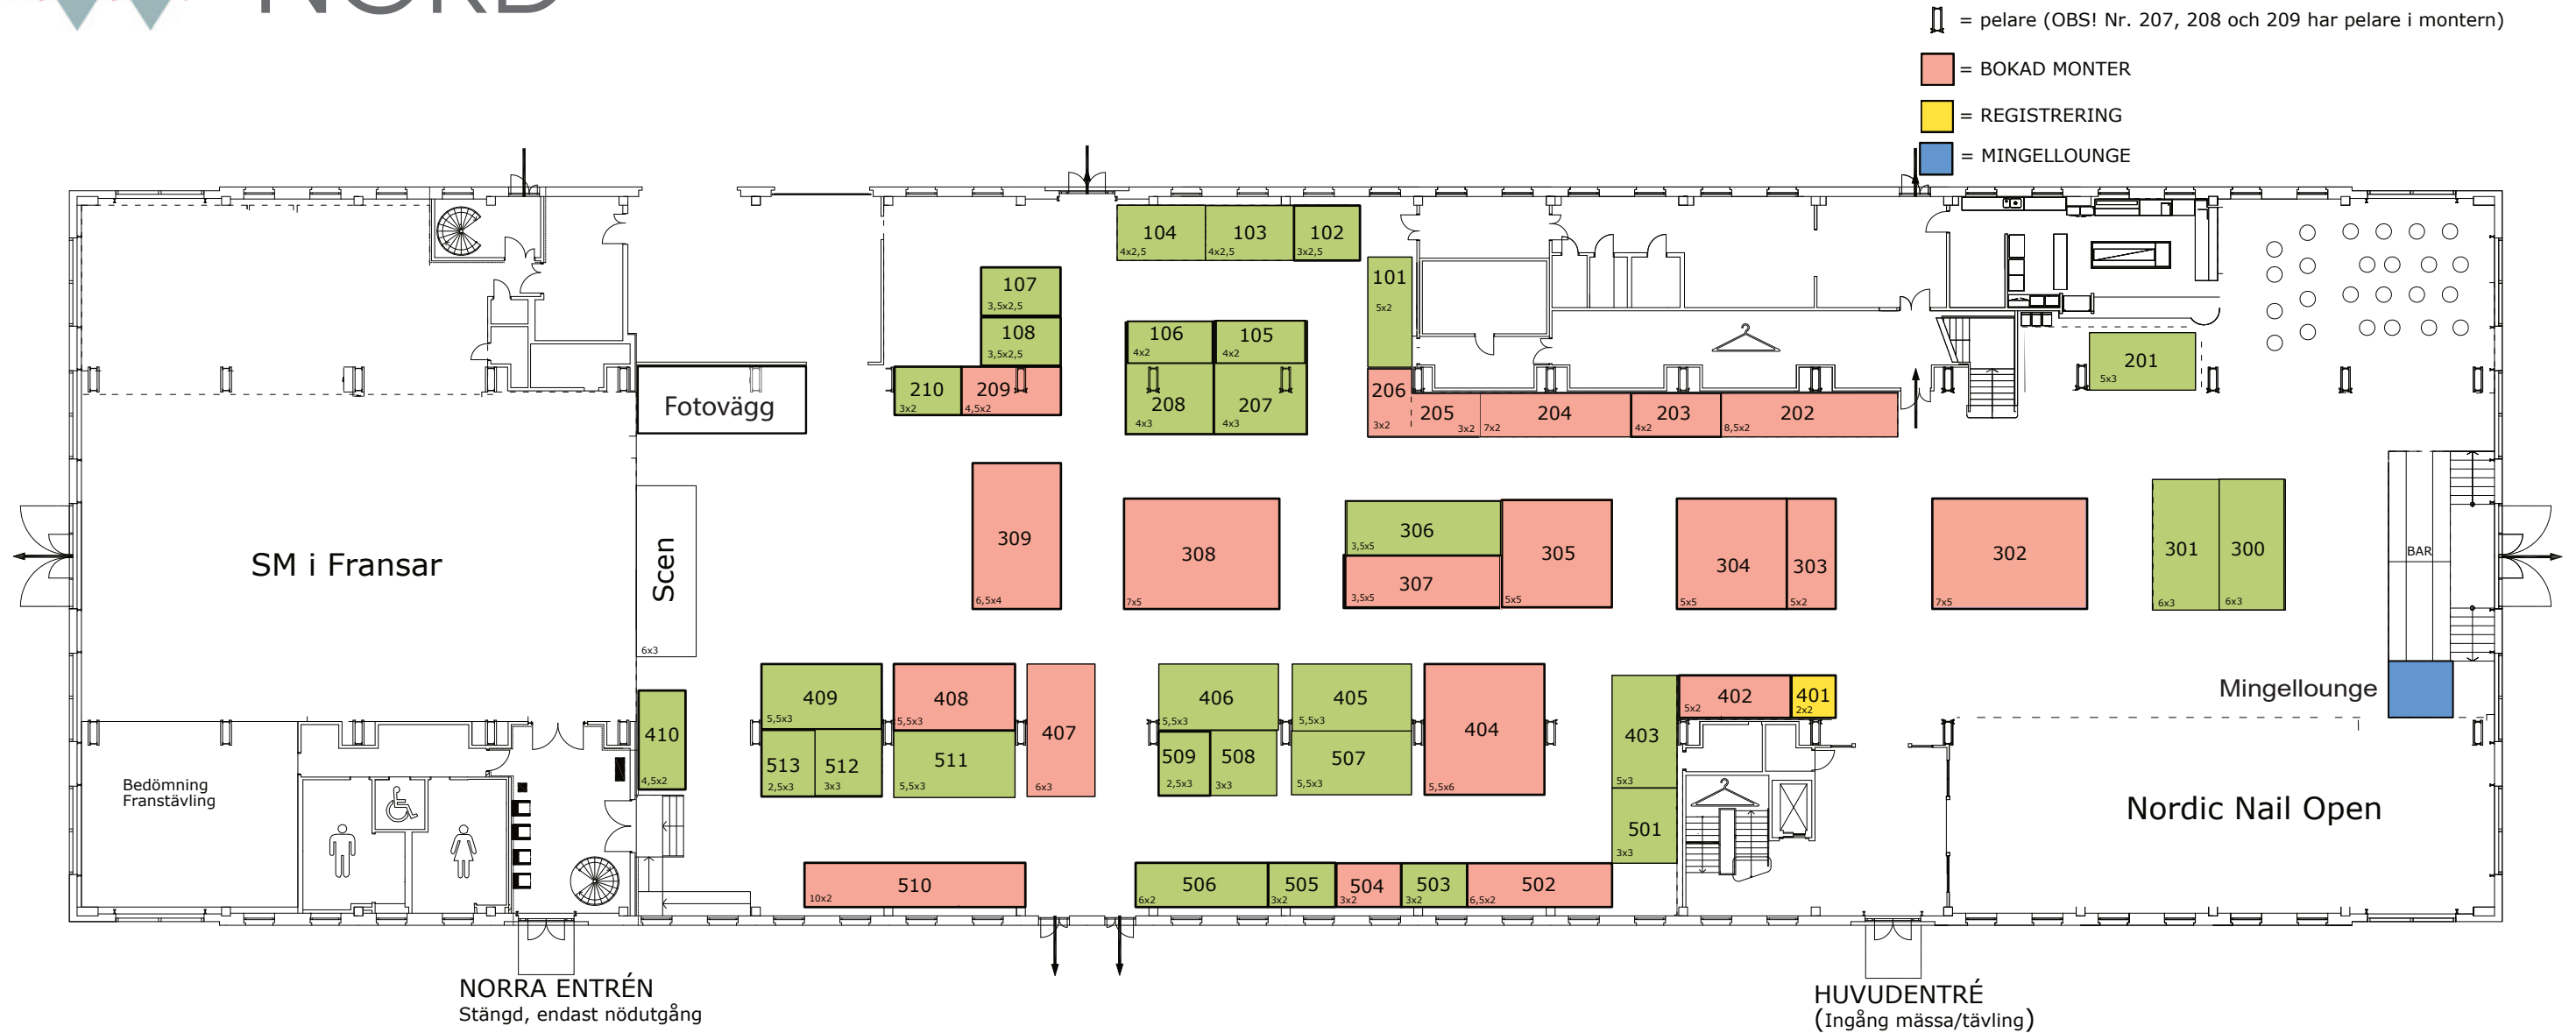 NORD
= pelare (OBS! Nr. 207, 208 och 209 har pelare i montern)
= BOKAD MONTER
= REGISTRERING
= MINGELLOUNGE
104
4x2,5
103
4x2,5
102
3x2,5
101
5x2
107
3,5x2,5
108
3,5x2,5
106
4x2
105
4x2
201
5x3
210
3x2
209
4,5x2
208
4x3
207
4x3
206
3x2
205
3x2
204
7x2
203
4x2
202
8,5x2
Fotovägg
SM i Fransar
Scen
6x3
309
6,5x4
308
7x5
306
3,5x5
307
3,5x5
305
5x5
304
5x5
303
5x2
302
7x5
301
6x3
300
6x3
BAR
Mingellounge
410
4,5x2
409
5,5x3
408
5,5x3
407
6x3
406
5,5x3
405
5,5x3
404
5,5x6
403
5x3
402
5x2
401
2x2
513
2,5x3
512
3x3
511
5,5x3
509
2,5x3
508
3x3
507
5,5x3
501
3x3
Bedömning
Franstävling
Nordic Nail Open
510
10x2
506
6x2
505
3x2
504
3x2
503
3x2
502
6,5x2
NORRA ENTRÉN
Stängd, endast nödutgång
HUVUDENTRÉ
(Ingång mässa/tävling)